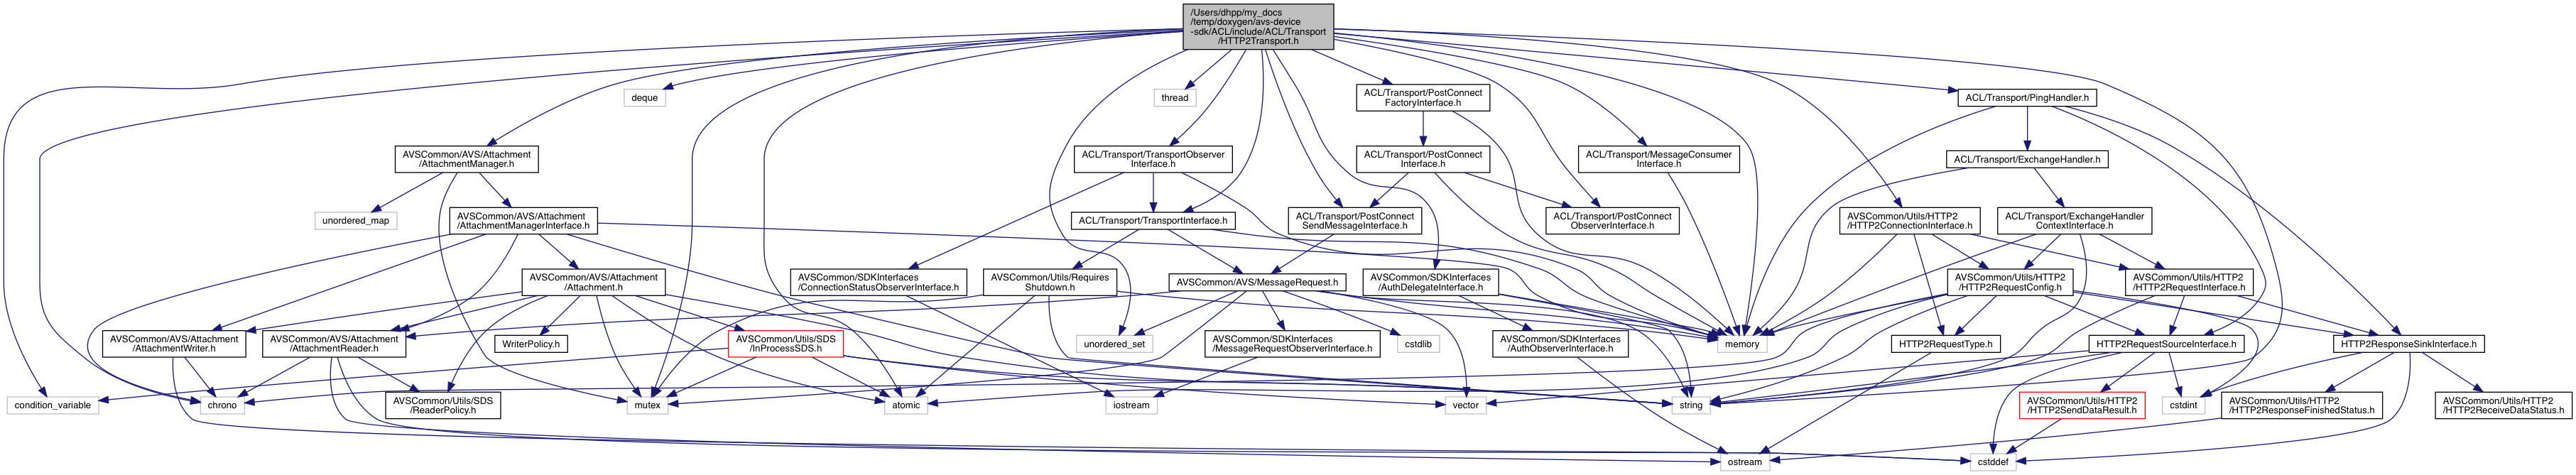 /Users/dhpp/my_docs
/temp/doxygen/avs-device
-sdk/ACL/include/ACL/Transport
/HTTP2Transport.h
deque
thread
ACL/Transport/PostConnect
FactoryInterface.h
ACL/Transport/PingHandler.h
AVSCommon/AVS/Attachment
/AttachmentManager.h
ACL/Transport/TransportObserver
Interface.h
ACL/Transport/PostConnect
Interface.h
ACL/Transport/MessageConsumer
Interface.h
ACL/Transport/ExchangeHandler.h
unordered_map
AVSCommon/AVS/Attachment
/AttachmentManagerInterface.h
ACL/Transport/TransportInterface.h
ACL/Transport/PostConnect
SendMessageInterface.h
ACL/Transport/PostConnect
ObserverInterface.h
AVSCommon/Utils/HTTP2
/HTTP2ConnectionInterface.h
ACL/Transport/ExchangeHandler
ContextInterface.h
AVSCommon/AVS/Attachment
/Attachment.h
AVSCommon/SDKInterfaces
/ConnectionStatusObserverInterface.h
AVSCommon/Utils/Requires
Shutdown.h
AVSCommon/AVS/MessageRequest.h
AVSCommon/SDKInterfaces
/AuthDelegateInterface.h
AVSCommon/Utils/HTTP2
/HTTP2RequestConfig.h
AVSCommon/Utils/HTTP2
/HTTP2RequestInterface.h
AVSCommon/AVS/Attachment
/AttachmentWriter.h
AVSCommon/AVS/Attachment
/AttachmentReader.h
WriterPolicy.h
AVSCommon/Utils/SDS
/InProcessSDS.h
unordered_set
AVSCommon/SDKInterfaces
/MessageRequestObserverInterface.h
cstdlib
AVSCommon/SDKInterfaces
/AuthObserverInterface.h
memory
HTTP2RequestType.h
HTTP2RequestSourceInterface.h
HTTP2ResponseSinkInterface.h
condition_variable
chrono
AVSCommon/Utils/SDS
/ReaderPolicy.h
mutex
atomic
iostream
vector
string
AVSCommon/Utils/HTTP2
/HTTP2SendDataResult.h
cstdint
AVSCommon/Utils/HTTP2
/HTTP2ResponseFinishedStatus.h
AVSCommon/Utils/HTTP2
/HTTP2ReceiveDataStatus.h
ostream
cstddef